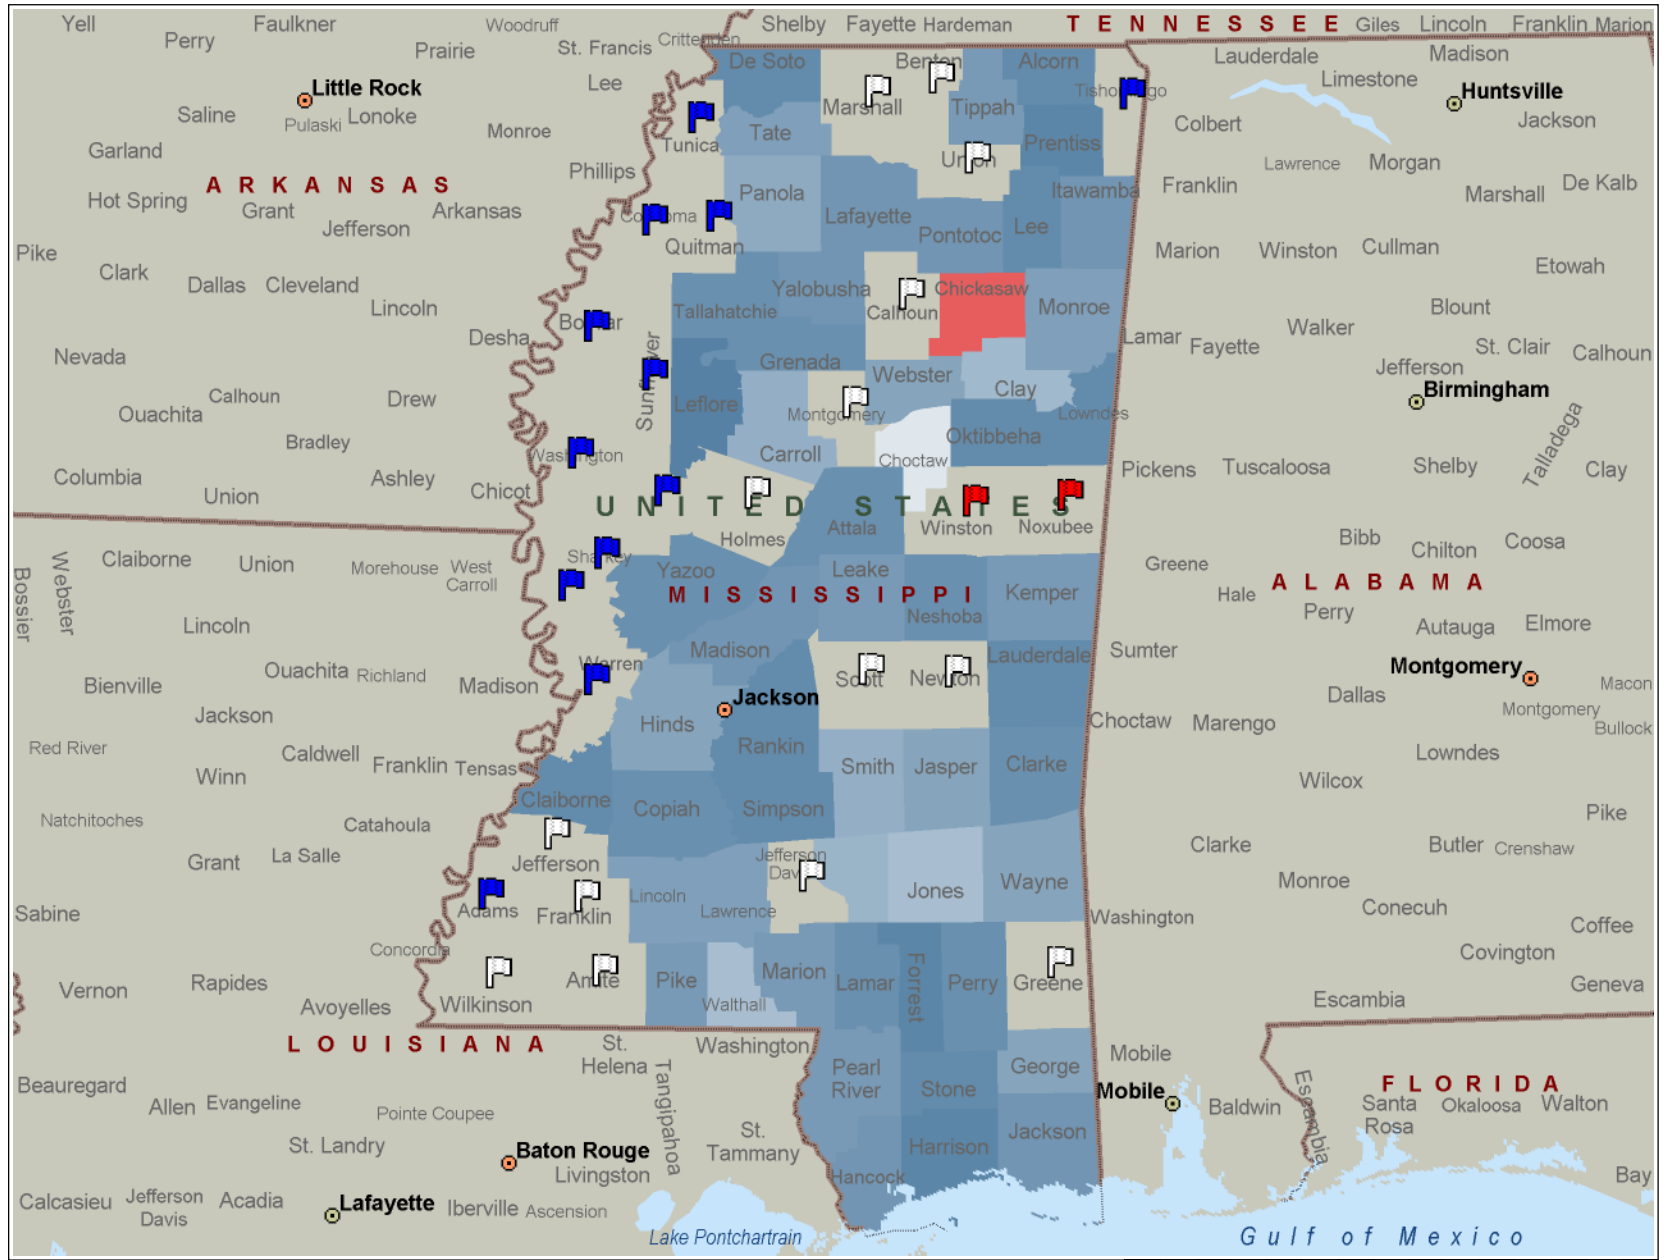 Yell
Faulkner
Woodruff
Shelby
Fayette
Hardeman
TENNESSEE
Giles
Lincoln
Franklin
Marion
Perry
Prairie
St. Francis
Crittenden
Lauderdale
Madison
De Soto
Benton
Alcorn
Lee
Limestone
Little Rock
Huntsville
Tishomingo
Marshall
Tippah
Saline
Pulaski
Lonoke
Colbert
Jackson
Monroe
Tate
Tunica
Prentiss
Garland
Union
Lawrence
Morgan
Phillips
ARKANSAS
Franklin
De Kalb
Marshall
Hot Spring
Grant
Arkansas
Panola
Itawamba
Jefferson
Coahoma
Lafayette
Pontotoc
Lee
Quitman
Pike
Marion
Winston
Cullman
Etowah
Clark
Dallas
Cleveland
Yalobusha
Chickasaw
Lincoln
Tallahatchie
Calhoun
Monroe
Blount
Bolivar
Desha
Lamar
Walker
Fayette
St. Clair
Calhoun
Nevada
Sunflower
Grenada
Webster
Jefferson
Clay
Birmingham
Calhoun
Drew
Leflore
Ouachita
Montgomery
Lowndes
Bradley
Oktibbeha
Talladega
Washington
Carroll
Choctaw
Columbia
Ashley
Pickens
Tuscaloosa
Shelby
Clay
Union
Chicot
UNITED STATES
Attala
Winston
Noxubee
Holmes
Bibb
Chilton
Coosa
Bossier
Webster
Claiborne
Union
Morehouse
West
Carroll
Sharkey
Yazoo
Leake
Greene
MISSISSIPPI
Kemper
Hale
ALABAMA
Neshoba
Perry
Lincoln
Autauga
Elmore
Madison
Lauderdale
Sumter
Warren
Ouachita
Richland
Scott
Newton
Montgomery
Bienville
Madison
Jackson
Dallas
Macon
Jackson
Hinds
Choctaw
Marengo
Montgomery
Bullock
Red River
Caldwell
Rankin
Lowndes
Winn
Franklin
Tensas
Smith
Jasper
Clarke
Wilcox
Claiborne
Copiah
Simpson
Pike
Natchitoches
Catahoula
Clarke
Butler
Crenshaw
Grant
La Salle
Jefferson
Jefferson
Davis
Jones
Wayne
Monroe
Lincoln
Sabine
Adams
Franklin
Lawrence
Washington
Conecuh
Coffee
Concordia
Covington
Vernon
Rapides
Amite
Pike
Marion
Lamar
Forrest
Perry
Greene
Geneva
Avoyelles
Wilkinson
Walthall
Escambia
LOUISIANA
St.
Helena
Washington
Mobile
Tangipahoa
Pearl
River
George
Beauregard
Stone
Mobile
FLORIDA
Allen
Evangeline
Pointe Coupee
Baldwin
Escambia
Santa
Rosa
Okaloosa
Walton
St. Landry
St.
Tammany
Harrison
Jackson
Baton Rouge
Livingston
Hancock
Bay
Calcasieu
Jefferson
Davis
Acadia
Lafayette
Iberville
Ascension
Lake Pontchartrain
Gulf of Mexico